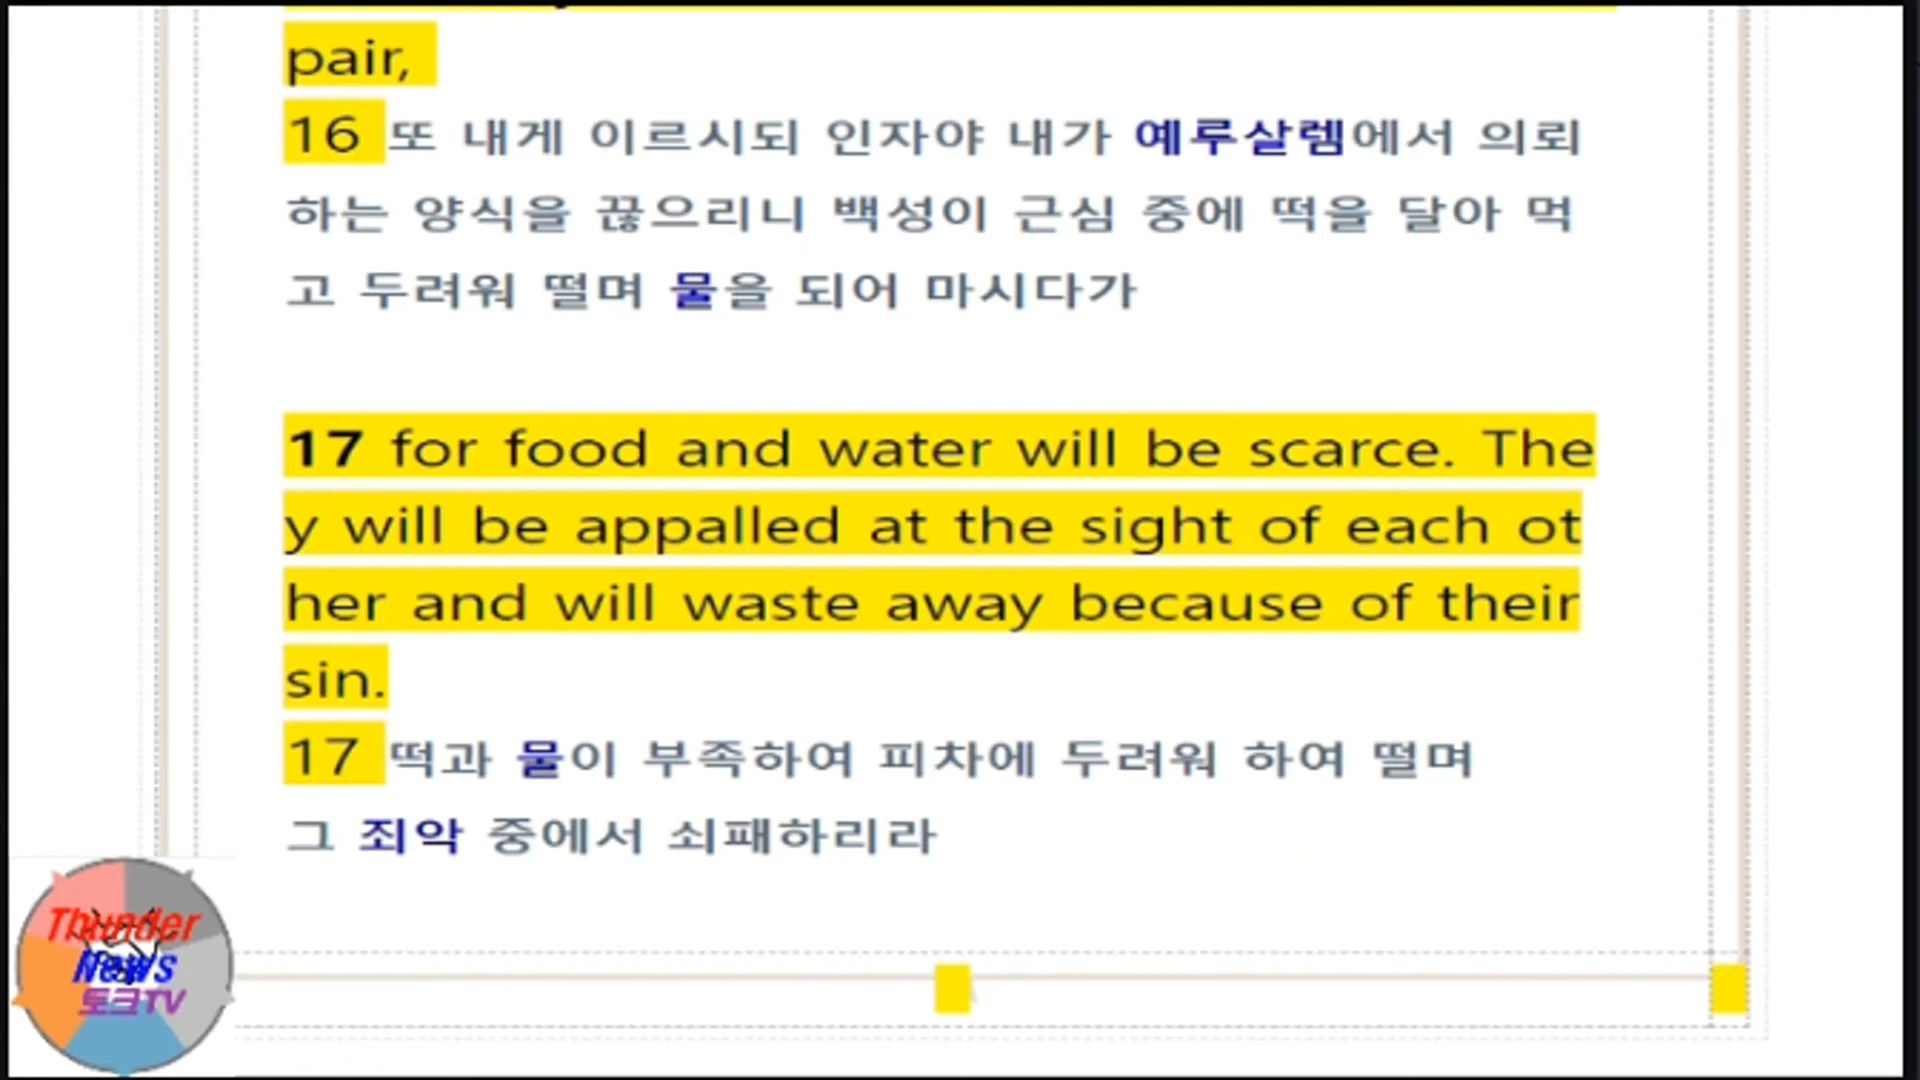 pair,
16 또 내게 이르시되 인자야 내가 예루살렘에서 의뢰
하는 양식을 끊으리니 백성이 근심 중에 떡을 달아 먹
고 두려워 떨며 물을 되어 마시다가
17 for food and water will be scarce. The
y will be appalled at the sight of each ot
her and will waste away because of their
sin.
17 떡과 물이 부족하여 피차에 두려워 하여 떨며
그 죄악 중에서 쇠패하리라
Thunder
News
토크TV